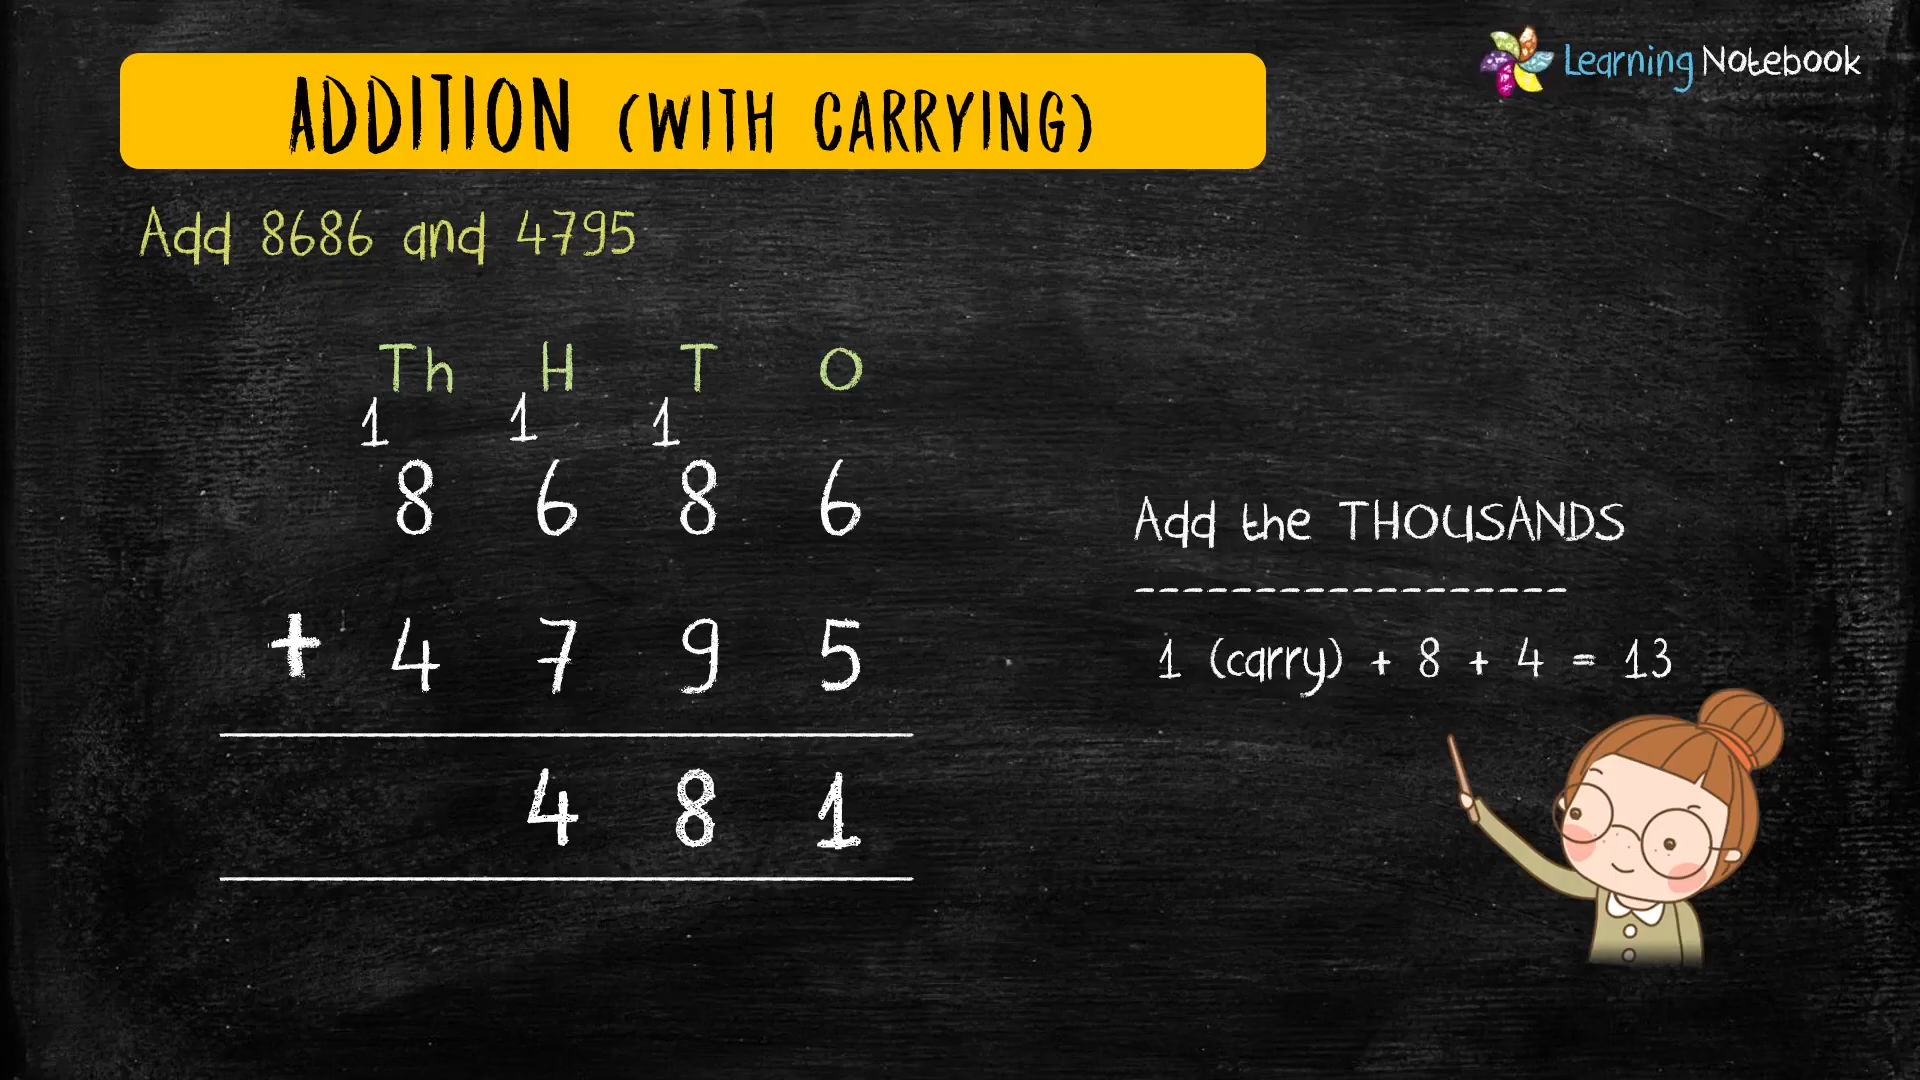 Learning Notebook
ADDITION (WITH CARRYING)
Add 8686 and 4795
Th H T O
1 1 1
8 6 8 6
+ 4 7 9 5
4 8 1
Add the THOUSANDS
------------------
1 (carry) + 8 + 4 = 13